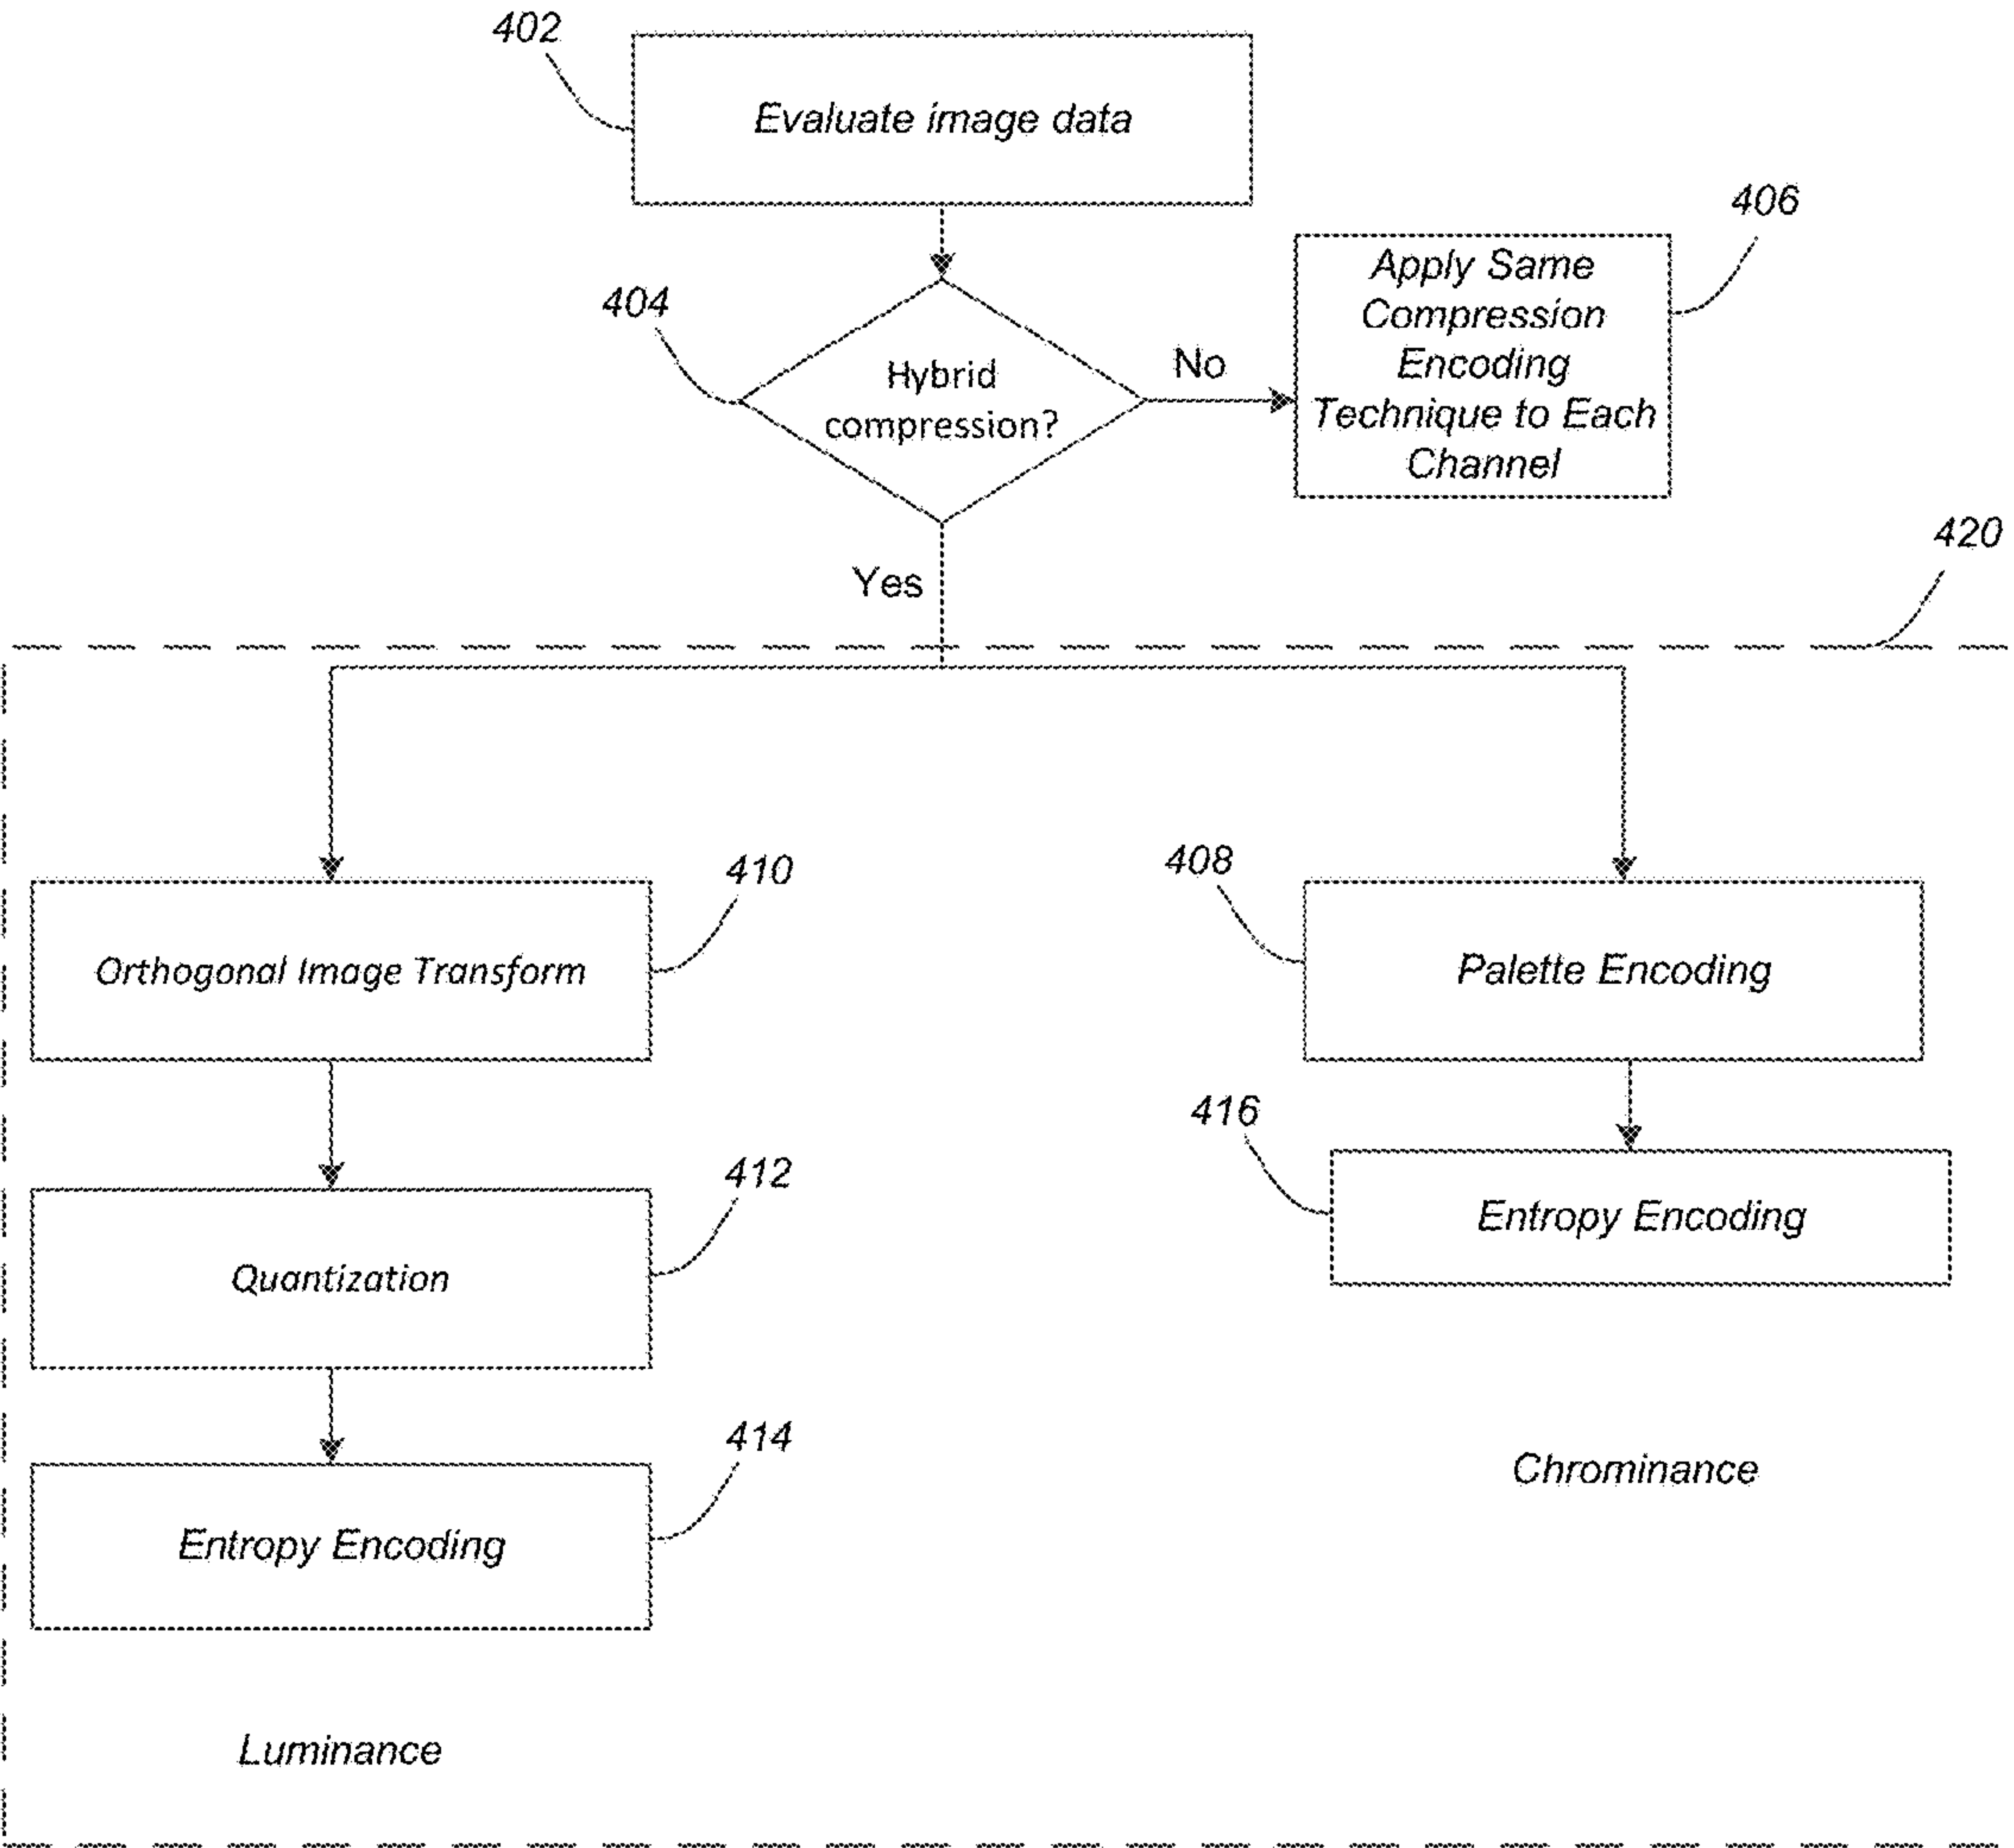 402
Evaluate image data
406
Apply Same
Compression
Encoding
Technique to Each
Channel
404
Hybrid
compression?
No
Yes
420
410
Orthogonal Image Transform
408
Palette Encoding
412
Quantization
416
Entropy Encoding
414
Entropy Encoding
Chrominance
Luminance